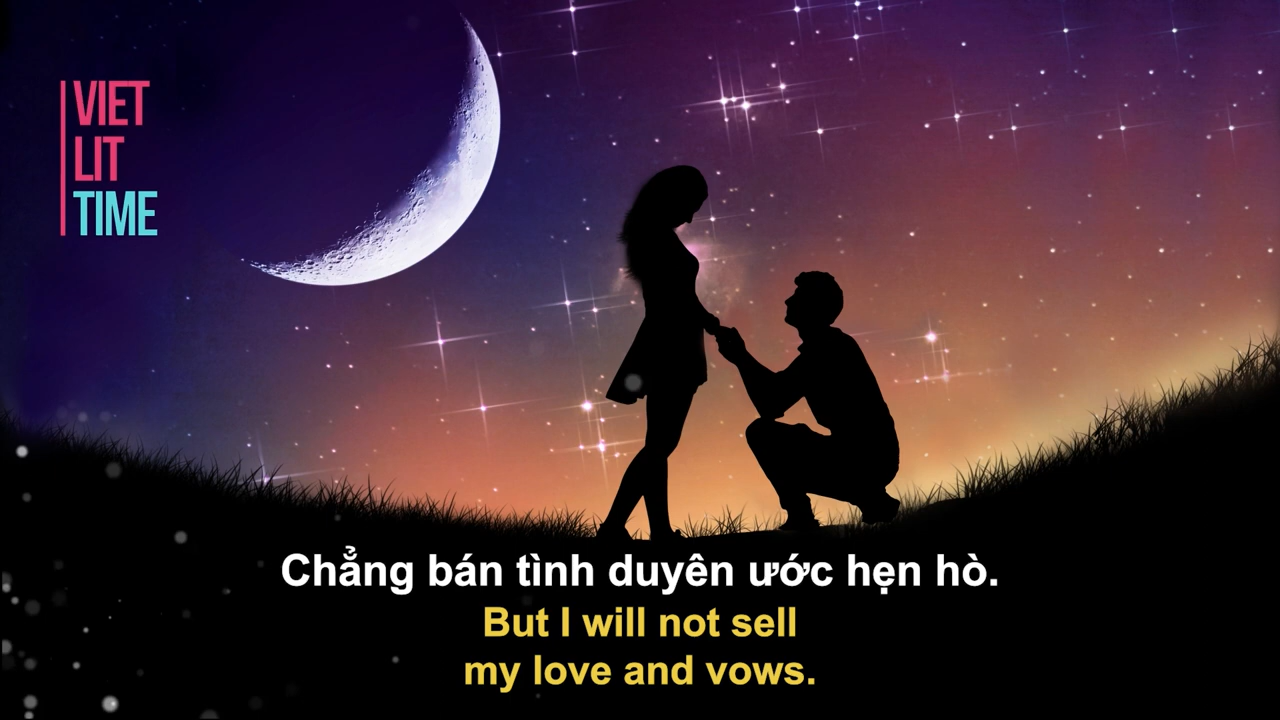 VIET
LIT
TIME
Chẳng bán tình duyên ước hẹn hò.
But I will not sell
my love and vows.